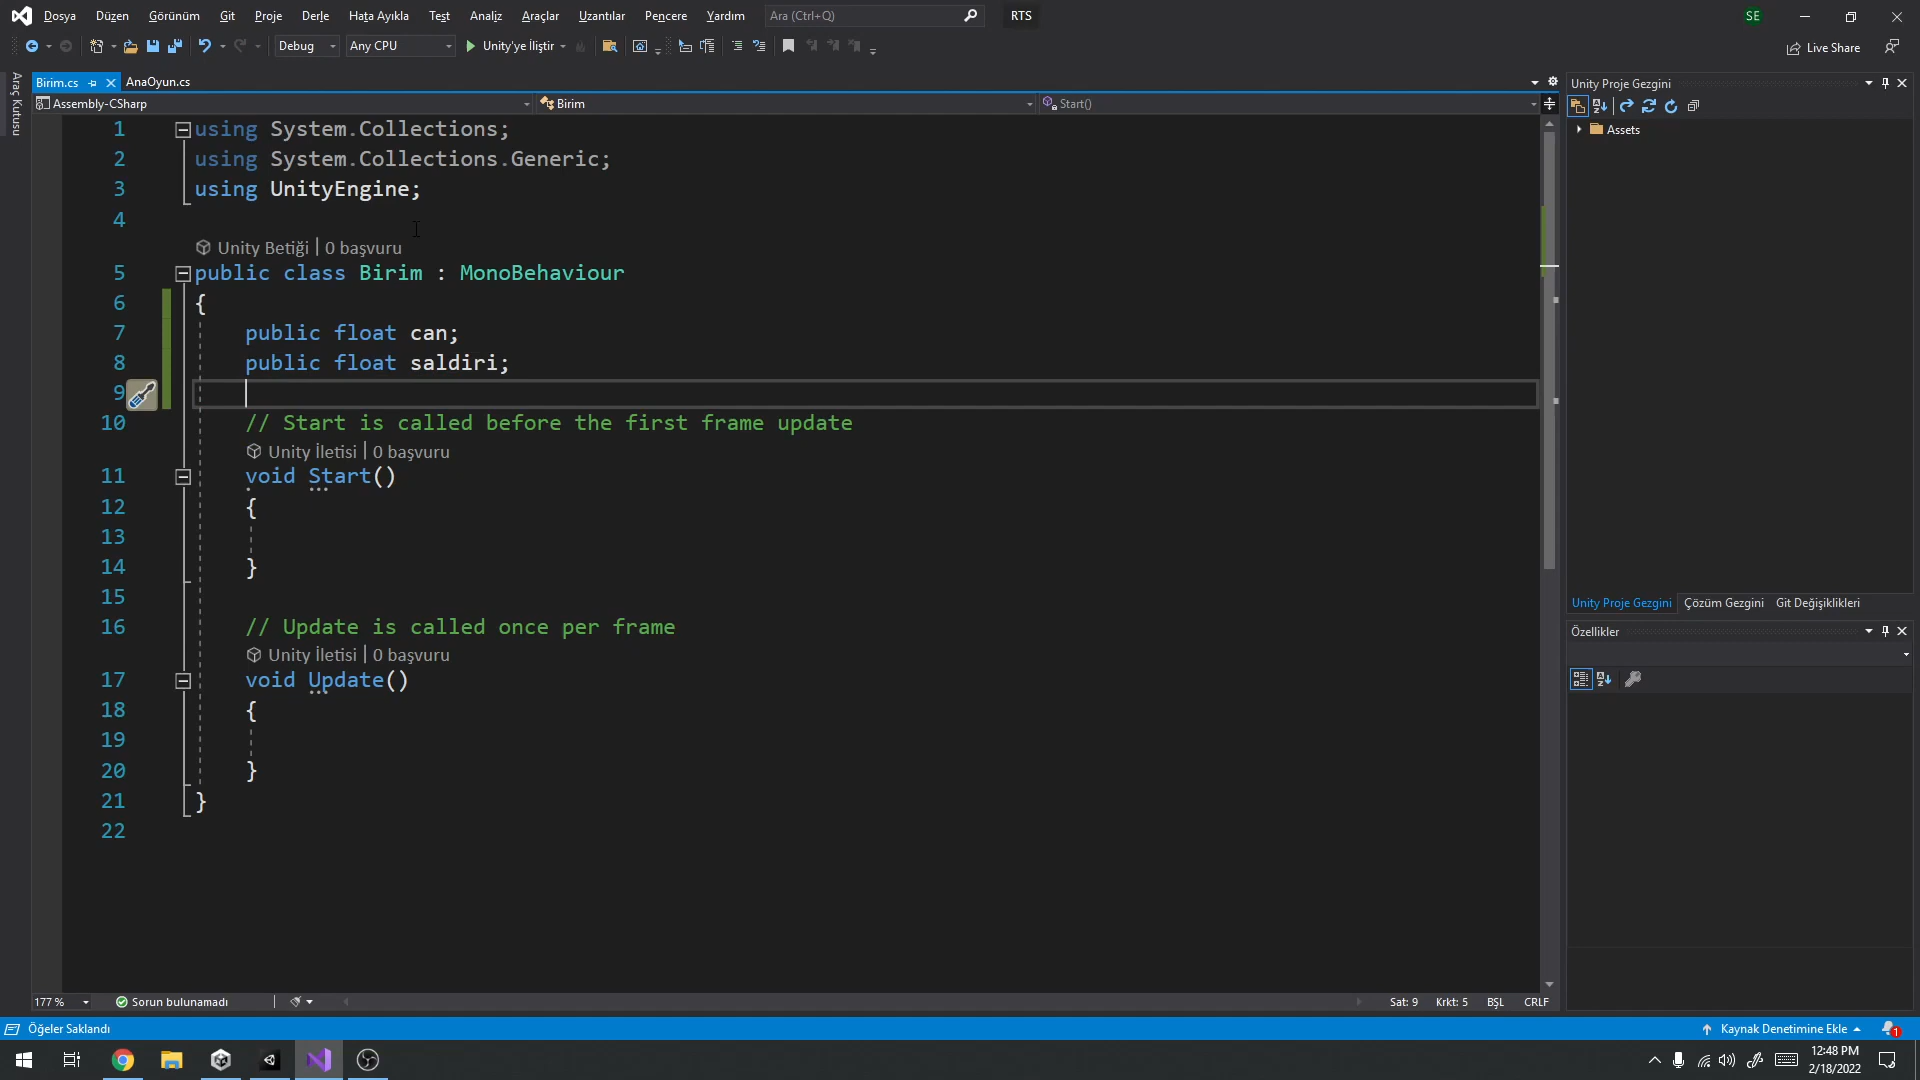 Dosya Düzen Görünüm Git Proje Derle Hata Ayıkla Test Analiz Araçlar Uzantılar Pencere Yardım Ara (Ctrl+Q) RTS SE
Debug Any CPU Unity'ye İliştir Live Share
Araç Kutusu
Birim.cs AnaOyun.cs
Assembly-CSharp Birim Start()
1 using System.Collections;
2 using System.Collections.Generic;
3 using UnityEngine;
4
Unity Betiği | 0 başvuru
5 public class Birim : MonoBehaviour
6 {
7 public float can;
8 public float saldiri;
9
10 // Start is called before the first frame update
Unity İletisi | 0 başvuru
11 void Start()
12 {
13
14 }
15
16 // Update is called once per frame
Unity İletisi | 0 başvuru
17 void Update()
18 {
19
20 }
21 }
22
Unity Proje Gezgini
Assets
Unity Proje Gezgini Çözüm Gezgini Git Değişiklikleri
Özellikler
177 % Sorun bulunamadı Sat: 9 Krkt: 5 BŞL CRLF
Öğeler Saklandı Kaynak Denetimine Ekle 1
12:48 PM
2/18/2022